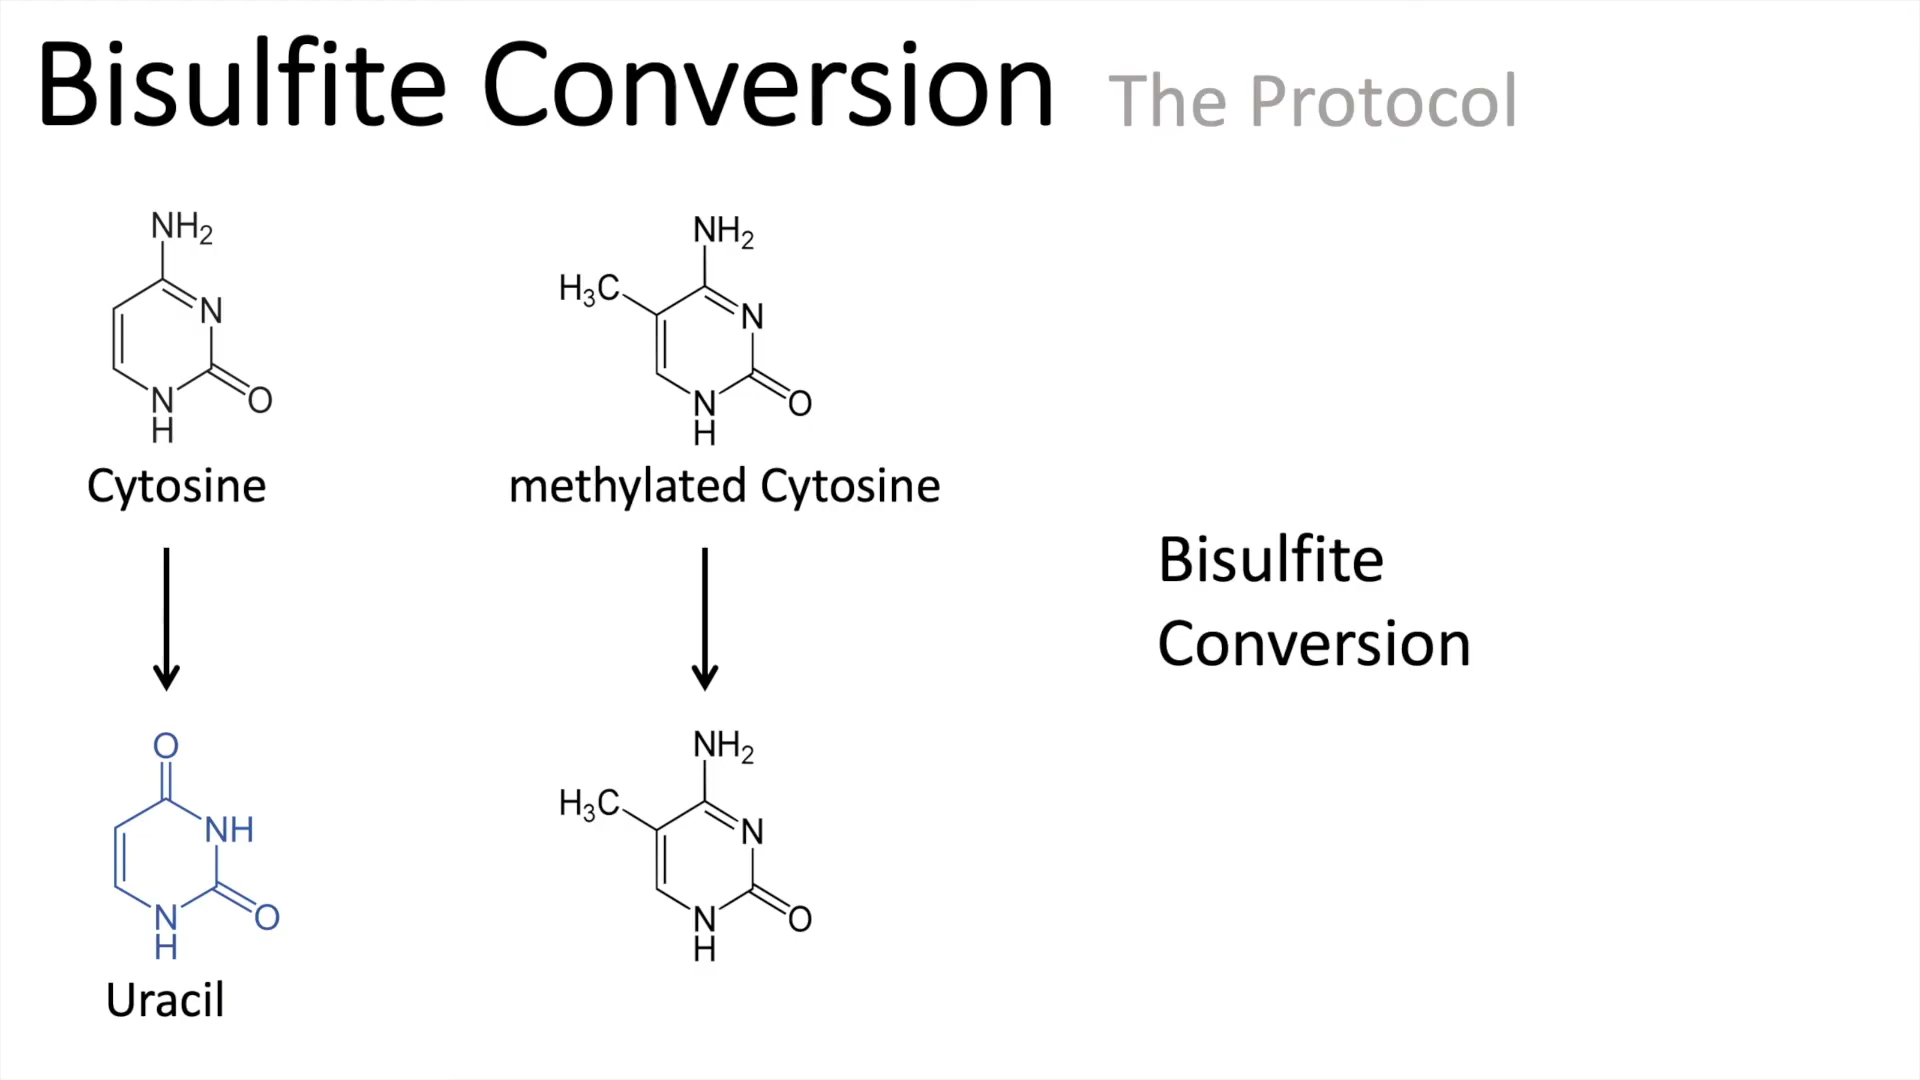 Bisulfite Conversion The Protocol
NH₂
N
O
N
H
Cytosine
NH₂
H₃C
N
O
N
H
methylated Cytosine
Bisulfite
Conversion
O
NH
O
N
H
Uracil
NH₂
H₃C
N
O
N
H